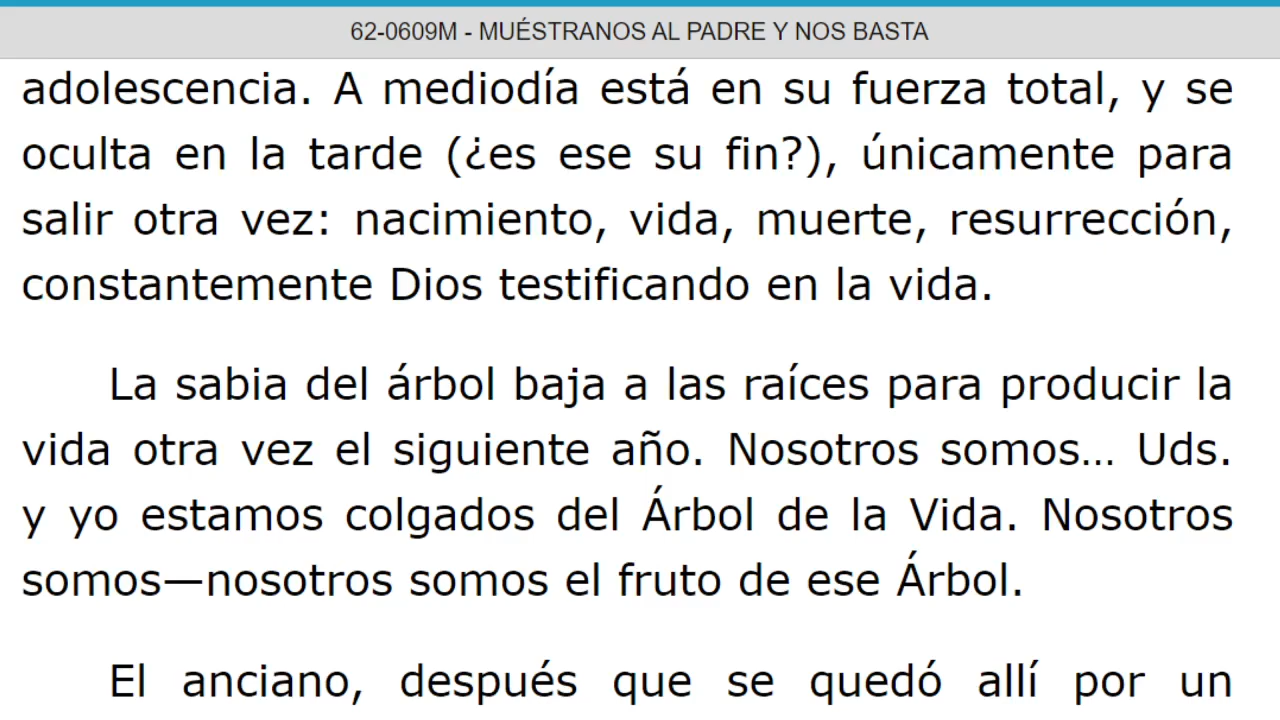 62-0609M - MUÉSTRANOS AL PADRE Y NOS BASTA
adolescencia. A mediodía está en su fuerza total, y se
oculta en la tarde (¿es ese su fin?), únicamente para
salir otra vez: nacimiento, vida, muerte, resurrección,
constantemente Dios testificando en la vida.
La sabia del árbol baja a las raíces para producir la
vida otra vez el siguiente año. Nosotros somos… Uds.
y yo estamos colgados del Árbol de la Vida. Nosotros
somos—nosotros somos el fruto de ese Árbol.
El anciano, después que se quedó allí por un